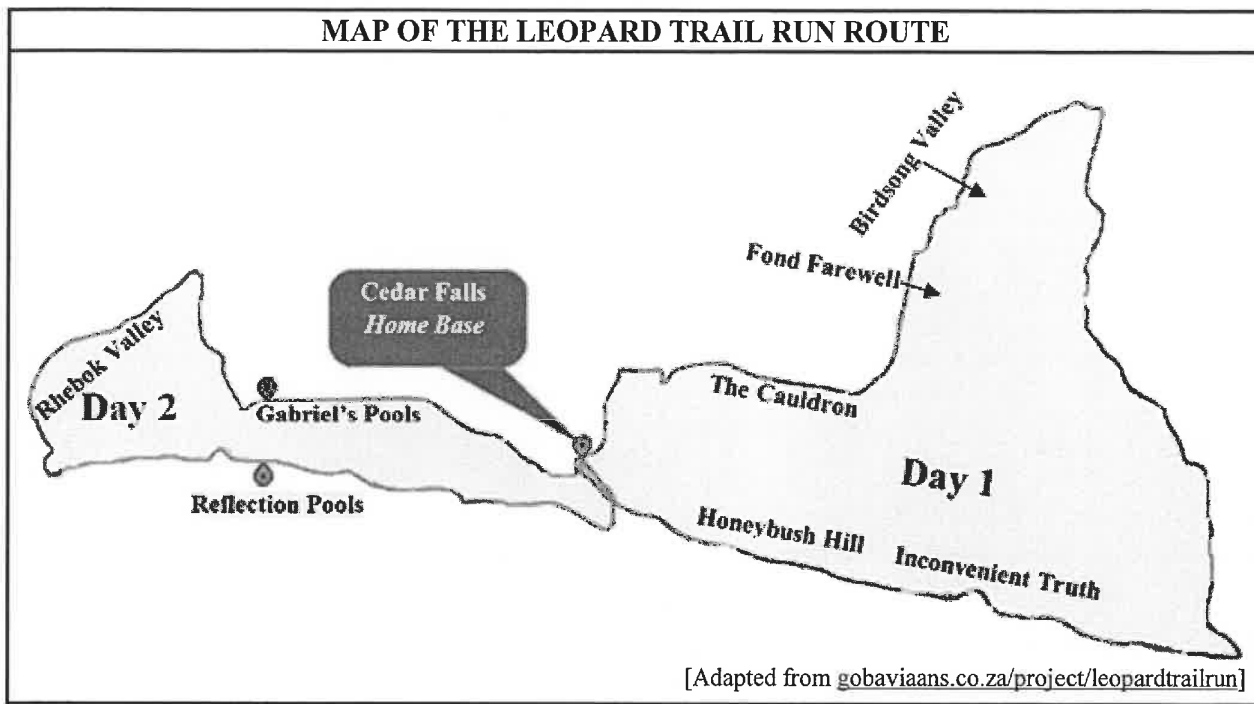 MAP OF THE LEOPARD TRAIL RUN ROUTE
Birdsong Valley
Fond Farewell
Cedar Falls
Home Base
Rhebok Valley
Day 2
Gabriel's Pools
The Cauldron
Day 1
Reflection Pools
Honeybush Hill
Inconvenient Truth
[Adapted from gobaviaans.co.za/project/leopardtrailrun]